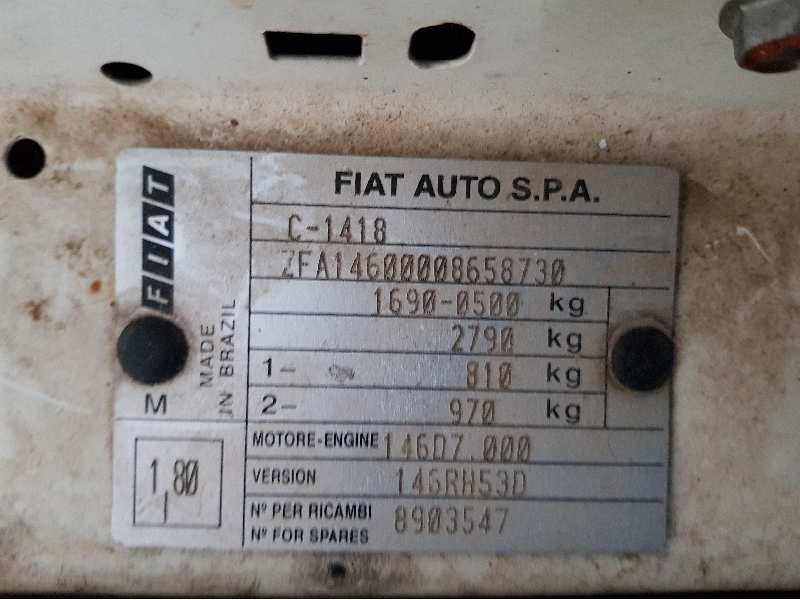 FIAT
MADE
IN BRAZIL
M
FIAT AUTO S.P.A.
C-1418
ZFA14600008658730
1690-0500 kg
2790 kg
1- 810 kg
2- 970 kg
MOTORE-ENGINE 146D7.000
VERSION 146RH53D
Nº PER RICAMBI
Nº FOR SPARES 8903547
1,80